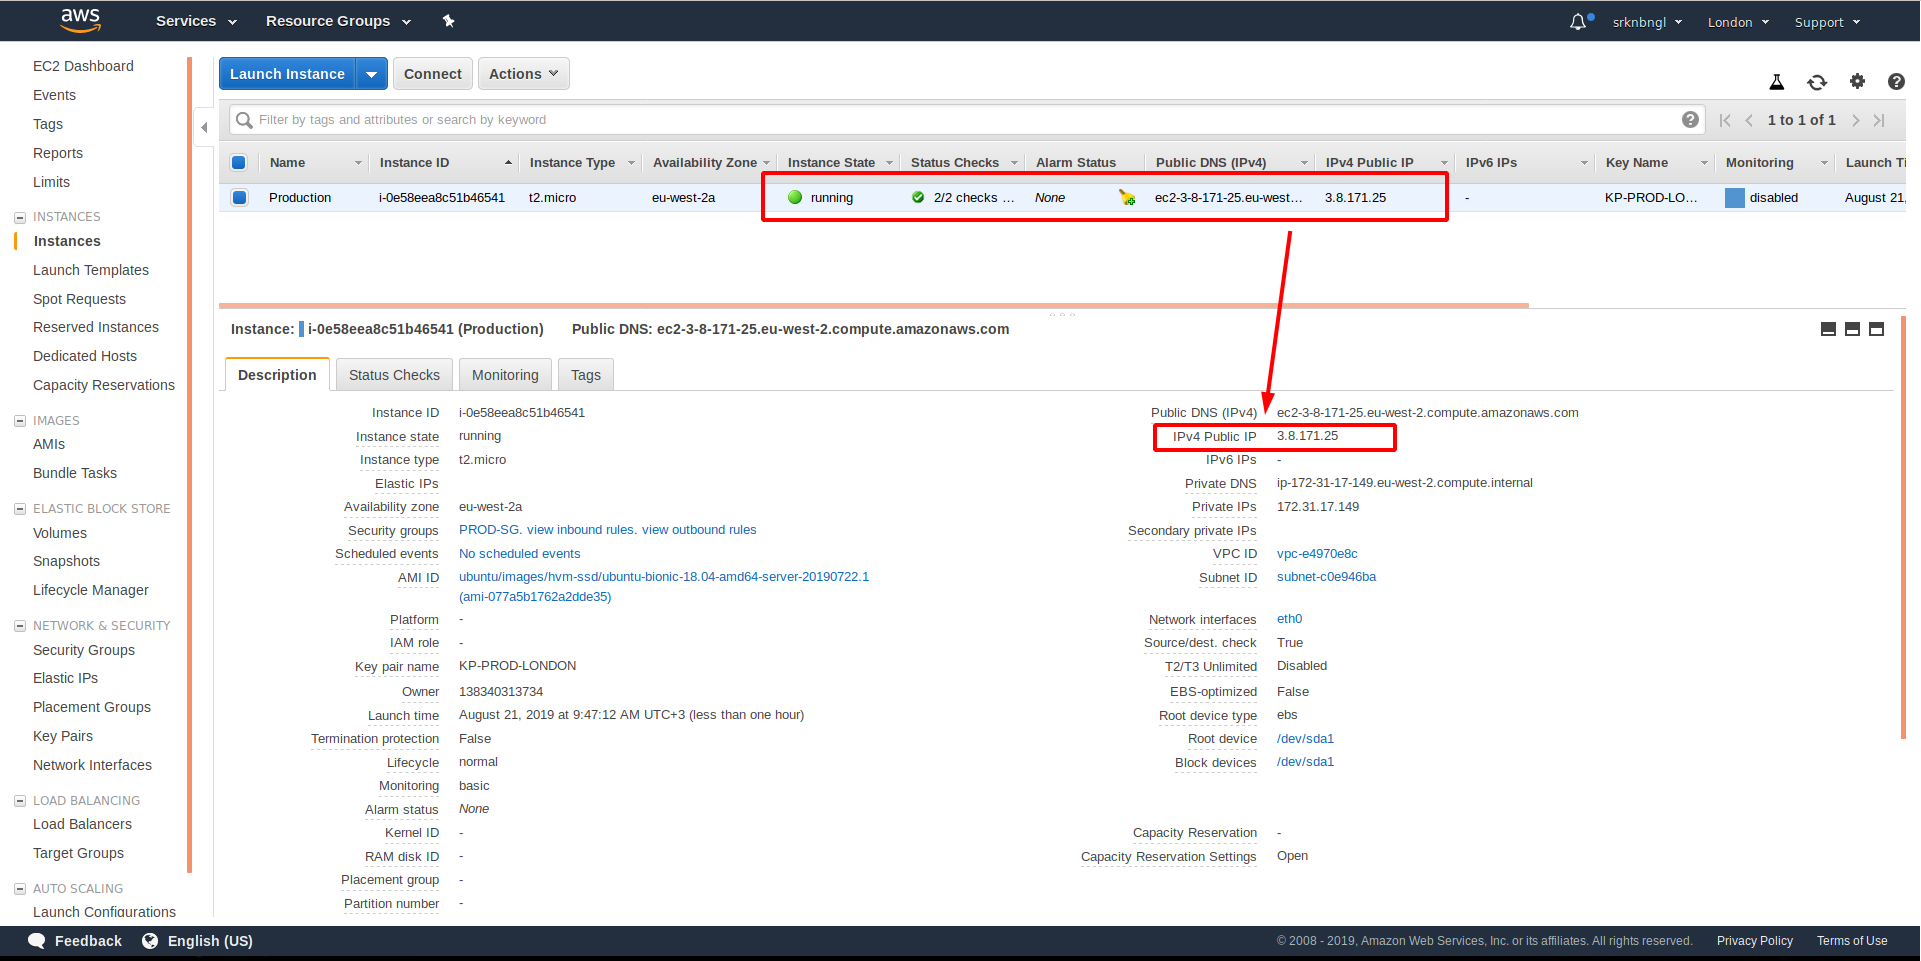 aws Services Resource Groups srknbngl London Support
EC2 Dashboard
Events
Tags
Reports
Limits
INSTANCES
Instances
Launch Templates
Spot Requests
Reserved Instances
Dedicated Hosts
Capacity Reservations
IMAGES
AMIs
Bundle Tasks
ELASTIC BLOCK STORE
Volumes
Snapshots
Lifecycle Manager
NETWORK & SECURITY
Security Groups
Elastic IPs
Placement Groups
Key Pairs
Network Interfaces
LOAD BALANCING
Load Balancers
Target Groups
AUTO SCALING
Launch Configurations
Launch Instance Connect Actions
Filter by tags and attributes or search by keyword 1 to 1 of 1
Name Instance ID Instance Type Availability Zone Instance State Status Checks Alarm Status Public DNS (IPv4) IPv4 Public IP IPv6 IPs Key Name Monitoring Launch Ti
Production i-0e58eea8c51b46541 t2.micro eu-west-2a running 2/2 checks ... None ec2-3-8-171-25.eu-west... 3.8.171.25 - KP-PROD-LO... disabled August 21,
Instance: i-0e58eea8c51b46541 (Production) Public DNS: ec2-3-8-171-25.eu-west-2.compute.amazonaws.com
Description Status Checks Monitoring Tags
Instance ID i-0e58eea8c51b46541
Instance state running
Instance type t2.micro
Elastic IPs
Availability zone eu-west-2a
Security groups PROD-SG. view inbound rules. view outbound rules
Scheduled events No scheduled events
AMI ID ubuntu/images/hvm-ssd/ubuntu-bionic-18.04-amd64-server-20190722.1
(ami-077a5b1762a2dde35)
Platform -
IAM role -
Key pair name KP-PROD-LONDON
Owner 138340313734
Launch time August 21, 2019 at 9:47:12 AM UTC+3 (less than one hour)
Termination protection False
Lifecycle normal
Monitoring basic
Alarm status None
Kernel ID -
RAM disk ID -
Placement group -
Partition number -
Public DNS (IPv4) ec2-3-8-171-25.eu-west-2.compute.amazonaws.com
IPv4 Public IP 3.8.171.25
IPv6 IPs -
Private DNS ip-172-31-17-149.eu-west-2.compute.internal
Private IPs 172.31.17.149
Secondary private IPs
VPC ID vpc-e4970e8c
Subnet ID subnet-c0e946ba
Network interfaces eth0
Source/dest. check True
T2/T3 Unlimited Disabled
EBS-optimized False
Root device type ebs
Root device /dev/sda1
Block devices /dev/sda1
Capacity Reservation -
Capacity Reservation Settings Open
Feedback English (US) © 2008 - 2019, Amazon Web Services, Inc. or its affiliates. All rights reserved. Privacy Policy Terms of Use